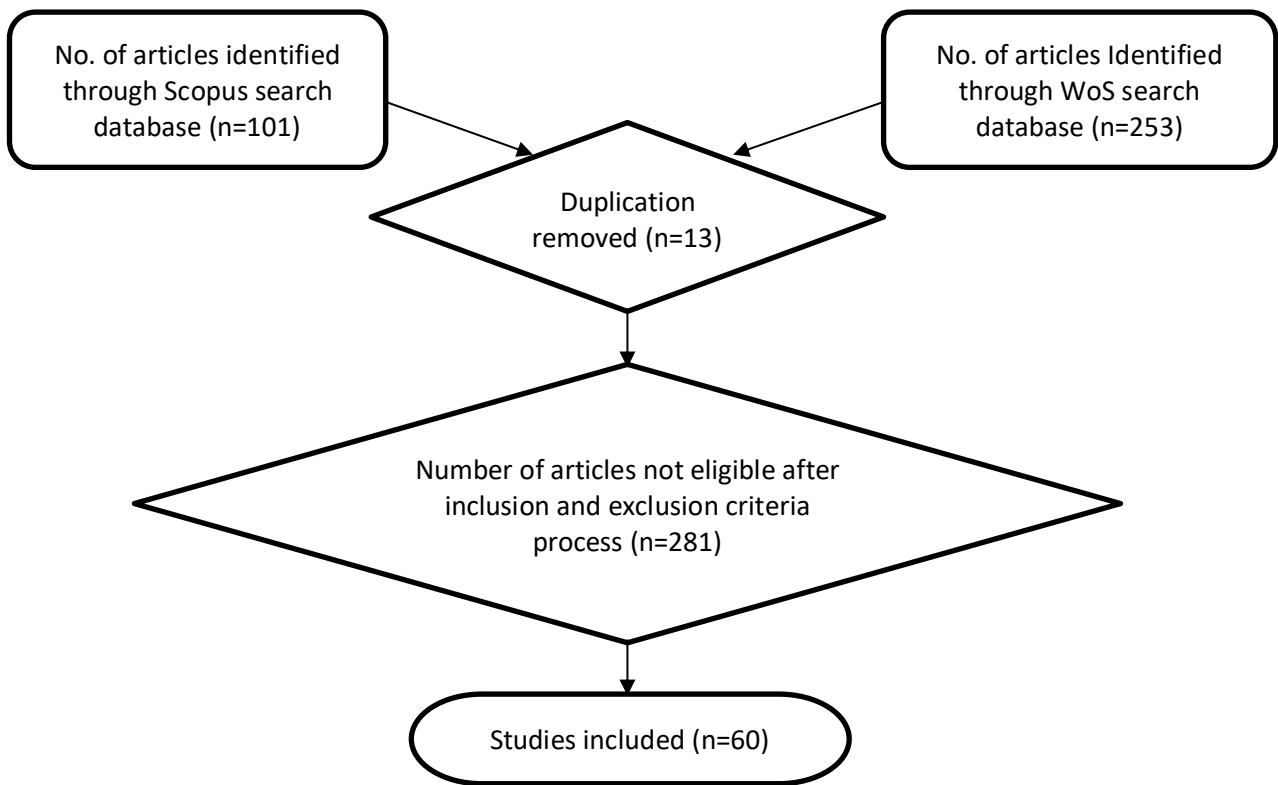 No. of articles identified
through Scopus search
database (n=101)
No. of articles Identified
through WoS search
database (n=253)
Duplication
removed (n=13)
Number of articles not eligible after
inclusion and exclusion criteria
process (n=281)
Studies included (n=60)